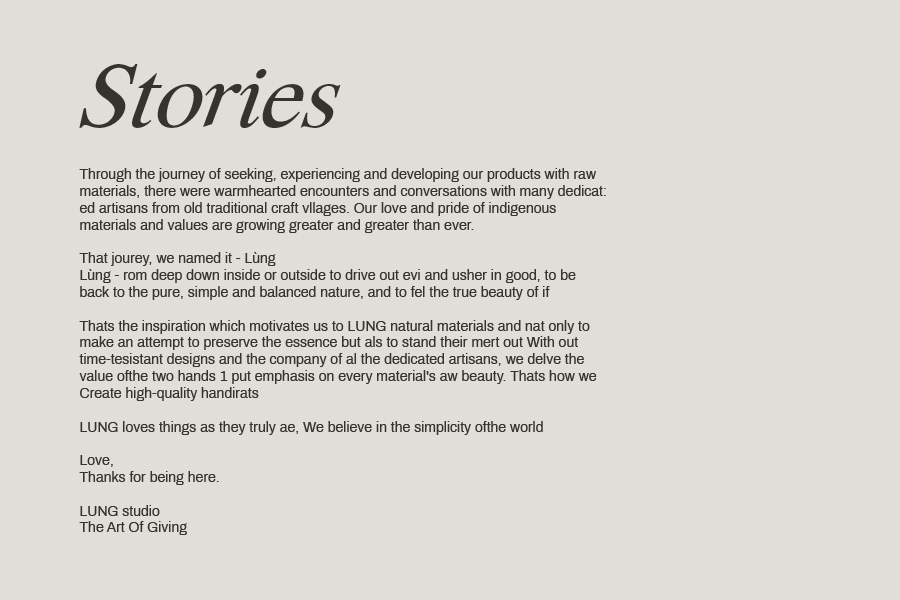 Stories
Through the journey of seeking, experiencing and developing our products with raw
materials, there were warmhearted encounters and conversations with many dedicat:
ed artisans from old traditional craft vllages. Our love and pride of indigenous
materials and values are growing greater and greater than ever.
That jourey, we named it - Lùng
Lùng - rom deep down inside or outside to drive out evi and usher in good, to be
back to the pure, simple and balanced nature, and to fel the true beauty of if
Thats the inspiration which motivates us to LUNG natural materials and nat only to
make an attempt to preserve the essence but als to stand their mert out With out
time-tesistant designs and the company of al the dedicated artisans, we delve the
value ofthe two hands 1 put emphasis on every material's aw beauty. Thats how we
Create high-quality handirats
LUNG loves things as they truly ae, We believe in the simplicity ofthe world
Love,
Thanks for being here.
LUNG studio
The Art Of Giving